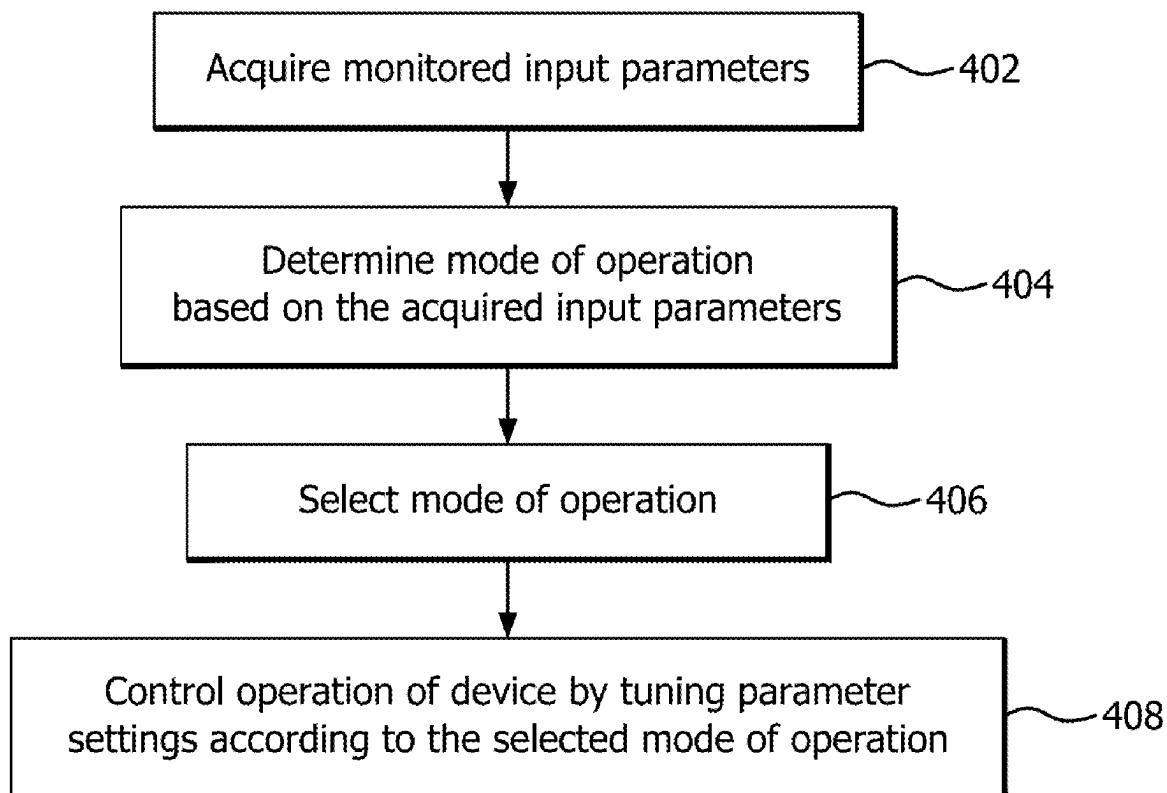 Acquire monitored input parameters
402
Determine mode of operation
based on the acquired input parameters
404
Select mode of operation
406
Control operation of device by tuning parameter
settings according to the selected mode of operation
408